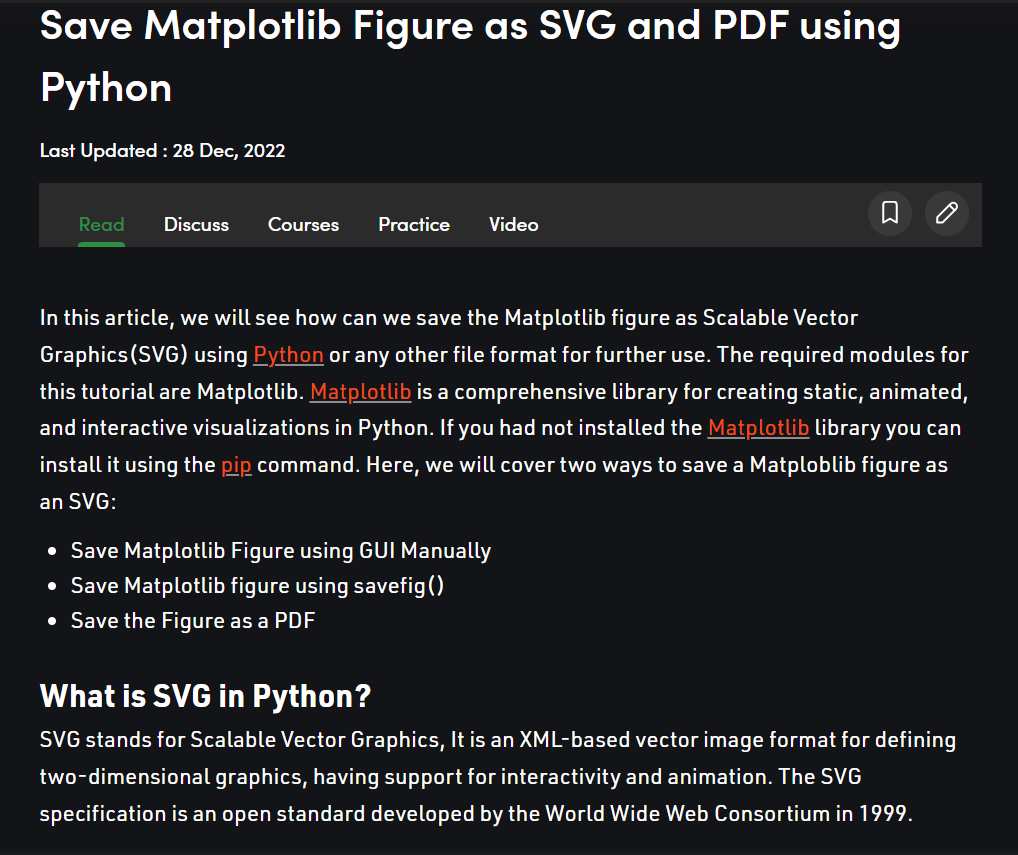 Save Matplotlib Figure as SVG and PDF using
Python
Last Updated : 28 Dec, 2022
Read Discuss Courses Practice Video
In this article, we will see how can we save the Matplotlib figure as Scalable Vector
Graphics(SVG) using Python or any other file format for further use. The required modules for
this tutorial are Matplotlib. Matplotlib is a comprehensive library for creating static, animated,
and interactive visualizations in Python. If you had not installed the Matplotlib library you can
install it using the pip command. Here, we will cover two ways to save a Matploblib figure as
an SVG:
• Save Matplotlib Figure using GUI Manually
• Save Matplotlib figure using savefig()
• Save the Figure as a PDF
What is SVG in Python?
SVG stands for Scalable Vector Graphics, It is an XML-based vector image format for defining
two-dimensional graphics, having support for interactivity and animation. The SVG
specification is an open standard developed by the World Wide Web Consortium in 1999.